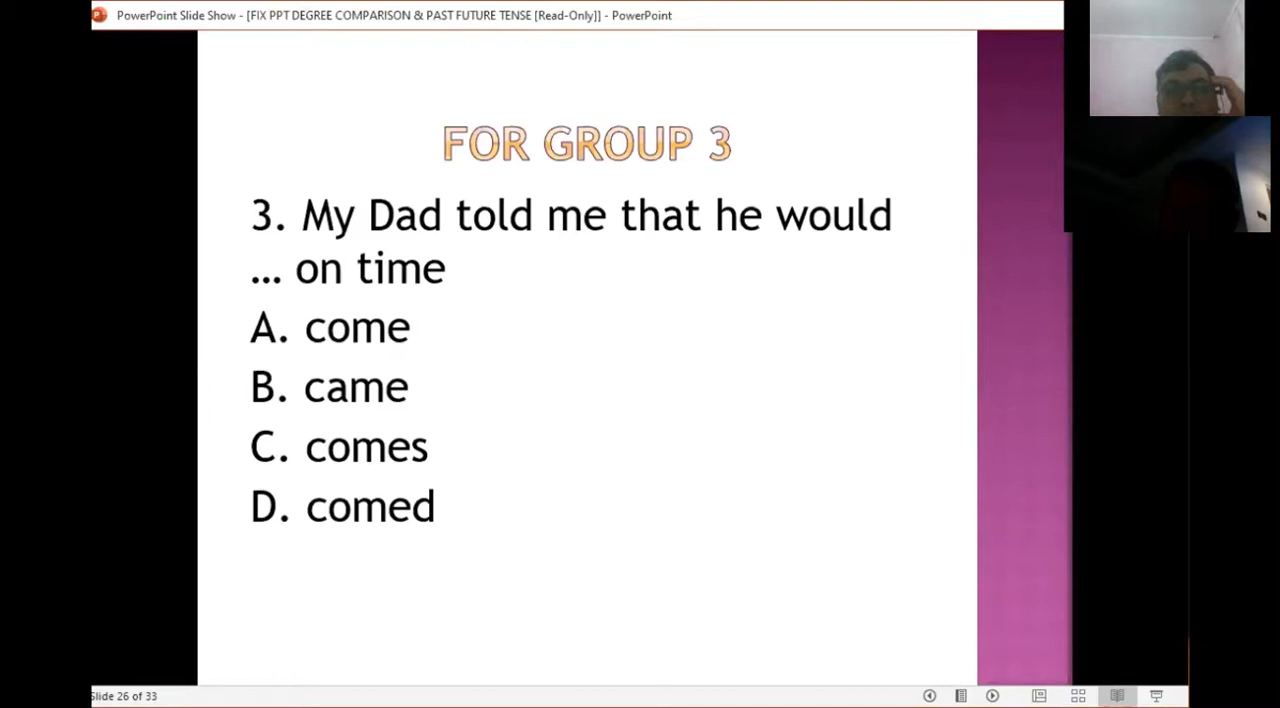 PowerPoint Slide Show - [FIX PPT DEGREE COMPARISON & PAST FUTURE TENSE [Read-Only]] - PowerPoint
FOR GROUP 3
3. My Dad told me that he would
... on time
A. come
B. came
C. comes
D. comed
Slide 26 of 33